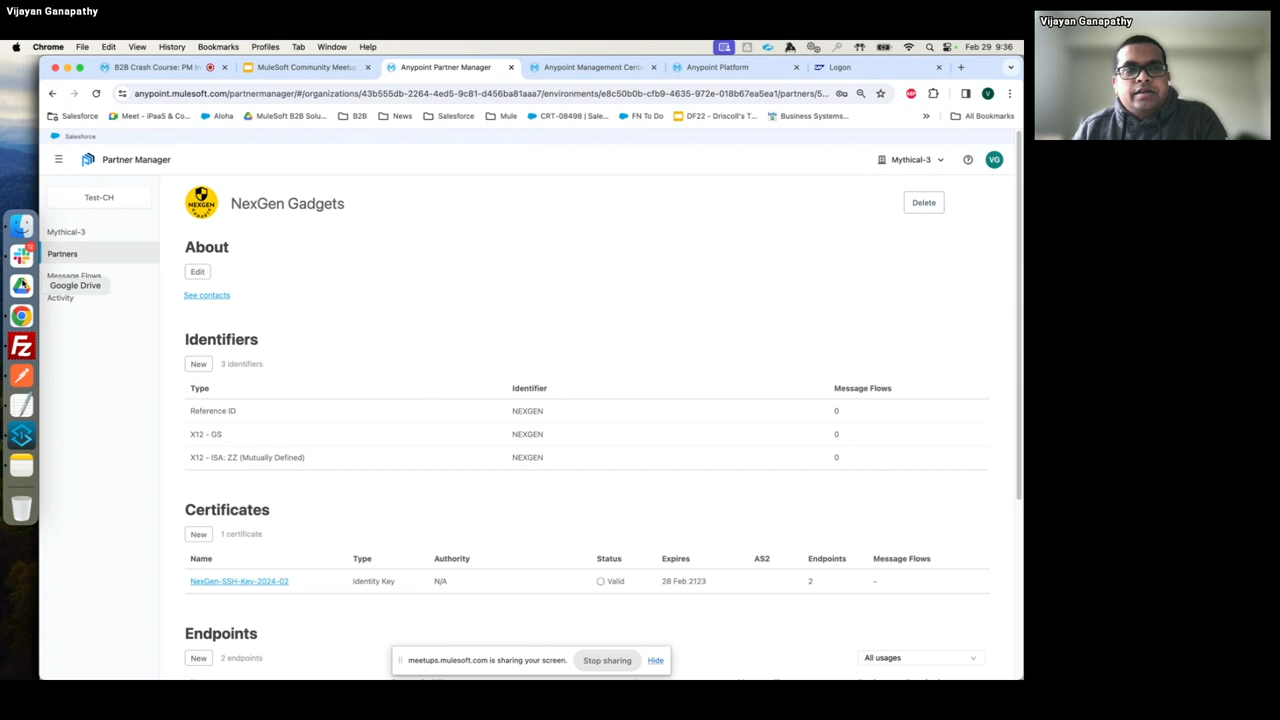 Vijayan Ganapathy
Vijayan Ganapathy
Chrome File Edit View History Bookmarks Profiles Tab Window Help
Feb 29 9:36
B2B Crash Course: PM
MuleSoft Community Meetu
Anypoint Partner Manager
Anypoint Management Cent
Anypoint Platform
Logon
anypoint.mulesoft.com/partnermanager/#/organizations/43b555db-2264-4ed5-9c81-d456ba81aaa7/environments/e8c50b0b-cfb9-4635-972e-018b67ea5ea1/partners/5...
Salesforce Meet - iPaaS & Co... Aloha MuleSoft B2B Solu... B2B News Salesforce Mule CRT-08498 | Sale... FN To Do DF22 - Driscoll's T... Business Systems... » All Bookmarks
Salesforce
Partner Manager
Mythical-3
VG
Test-CH
Mythical-3
Partners
Message Flows
Google Drive
Activity
12
NEXGEN
GADGETS
NexGen Gadgets
Delete
About
Edit
See contacts
Identifiers
New 3 identifiers
Type Identifier Message Flows
Reference ID NEXGEN 0
X12 - GS NEXGEN 0
X12 - ISA: ZZ (Mutually Defined) NEXGEN 0
Certificates
New 1 certificate
Name Type Authority Status Expires AS2 Endpoints Message Flows
NexGen-SSH-Key-2024-02 Identity Key N/A Valid 28 Feb 2123 2 -
Endpoints
New 2 endpoints
All usages
meetups.mulesoft.com is sharing your screen. Stop sharing Hide